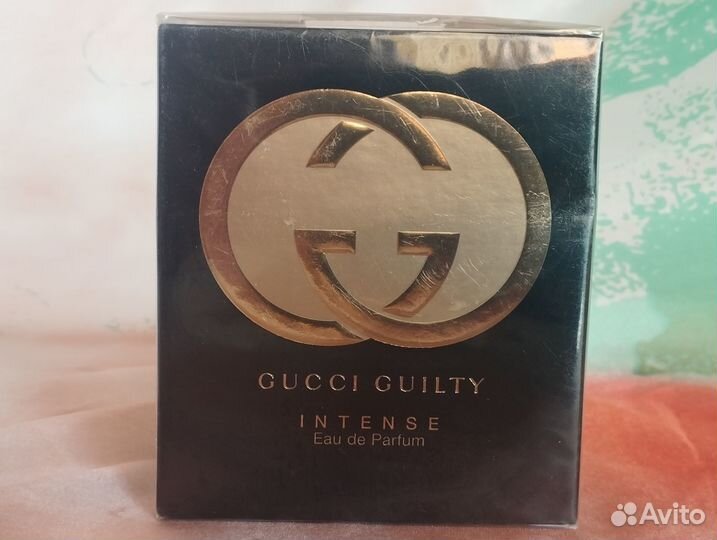 GUCCI GUILTY
INTENSE
Eau de Parfum
Avito